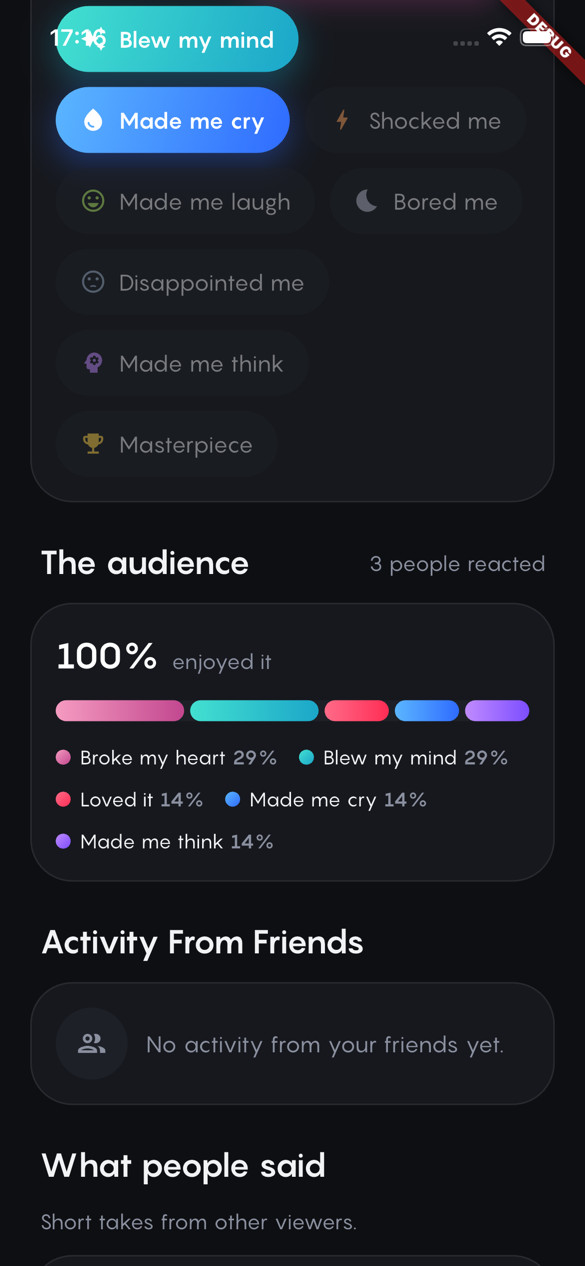 Blew my mind
DEBUG
Made me cry
Shocked me
Made me laugh
Bored me
Disappointed me
Made me think
Masterpiece
The audience
3 people reacted
100% enjoyed it
Broke my heart 29% Blew my mind 29%
Loved it 14% Made me cry 14%
Made me think 14%
Activity From Friends
No activity from your friends yet.
What people said
Short takes from other viewers.